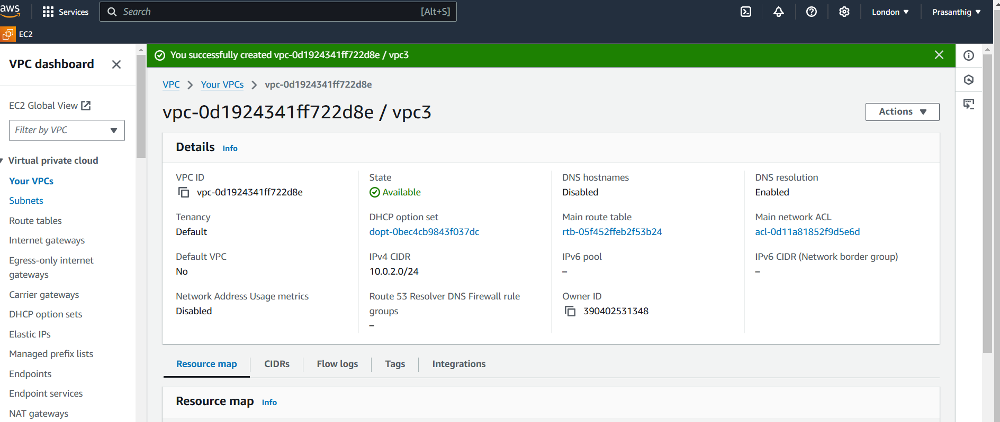 aws
Services
Search
[Alt+S]
London
Prasanthig
EC2
VPC dashboard
EC2 Global View
Filter by VPC
Virtual private cloud
Your VPCs
Subnets
Route tables
Internet gateways
Egress-only internet
gateways
Carrier gateways
DHCP option sets
Elastic IPs
Managed prefix lists
Endpoints
Endpoint services
NAT gateways
You successfully created vpc-0d1924341ff722d8e / vpc3
VPC
Your VPCs
vpc-0d1924341ff722d8e
vpc-0d1924341ff722d8e / vpc3
Actions
Details Info
VPC ID
vpc-0d1924341ff722d8e
State
Available
DNS hostnames
Disabled
DNS resolution
Enabled
Tenancy
Default
DHCP option set
dopt-0bec4cb9843f037dc
Main route table
rtb-05f452ffeb2f53b24
Main network ACL
acl-0d11a81852f9d5e6d
Default VPC
No
IPv4 CIDR
10.0.2.0/24
IPv6 pool
–
IPv6 CIDR (Network border group)
–
Network Address Usage metrics
Disabled
Route 53 Resolver DNS Firewall rule
groups
–
Owner ID
390402531348
Resource map
CIDRs
Flow logs
Tags
Integrations
Resource map Info